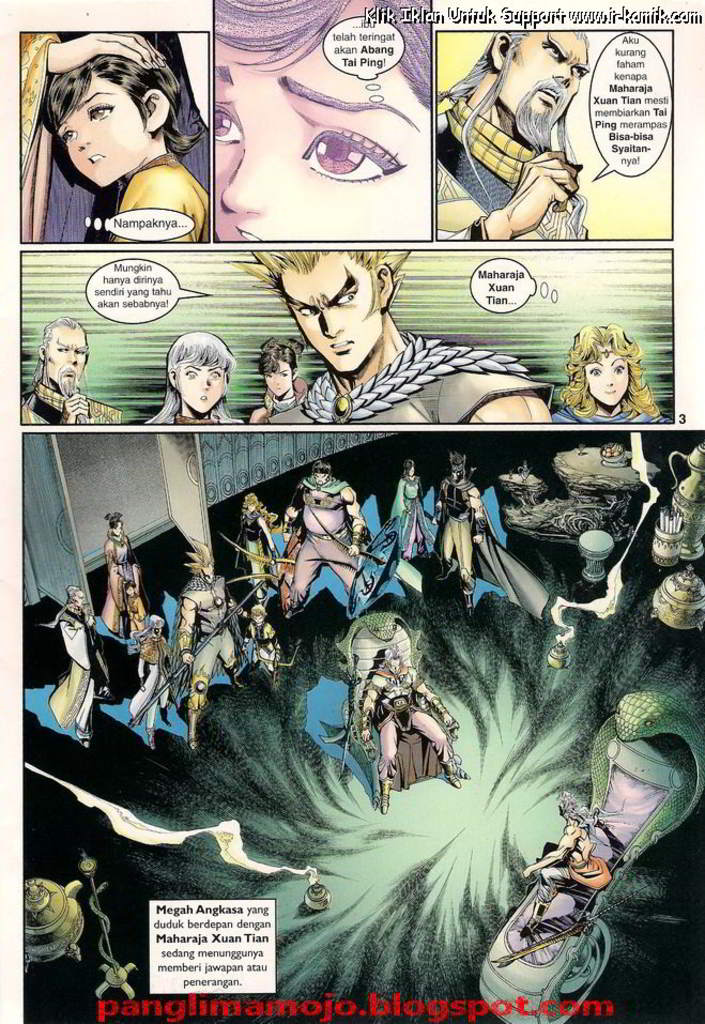 Klik Iklan Untuk Support www.ir-komik.com
Nampaknya...
...ibu
telah teringat
akan Abang
Tai Ping!
Aku
kurang
faham
kenapa
Maharaja
Xuan Tian mesti
membiarkan Tai
Ping merampas
Bisa-bisa
Syaitan-
nya!
Mungkin
hanya dirinya
sendiri yang tahu
akan sebabnya!
Maharaja
Xuan
Tian...
3
Megah Angkasa yang
duduk berdepan dengan
Maharaja Xuan Tian
sedang menunggunya
memberi jawapan atau
penerangan.
panglimamojo.blogspot.com